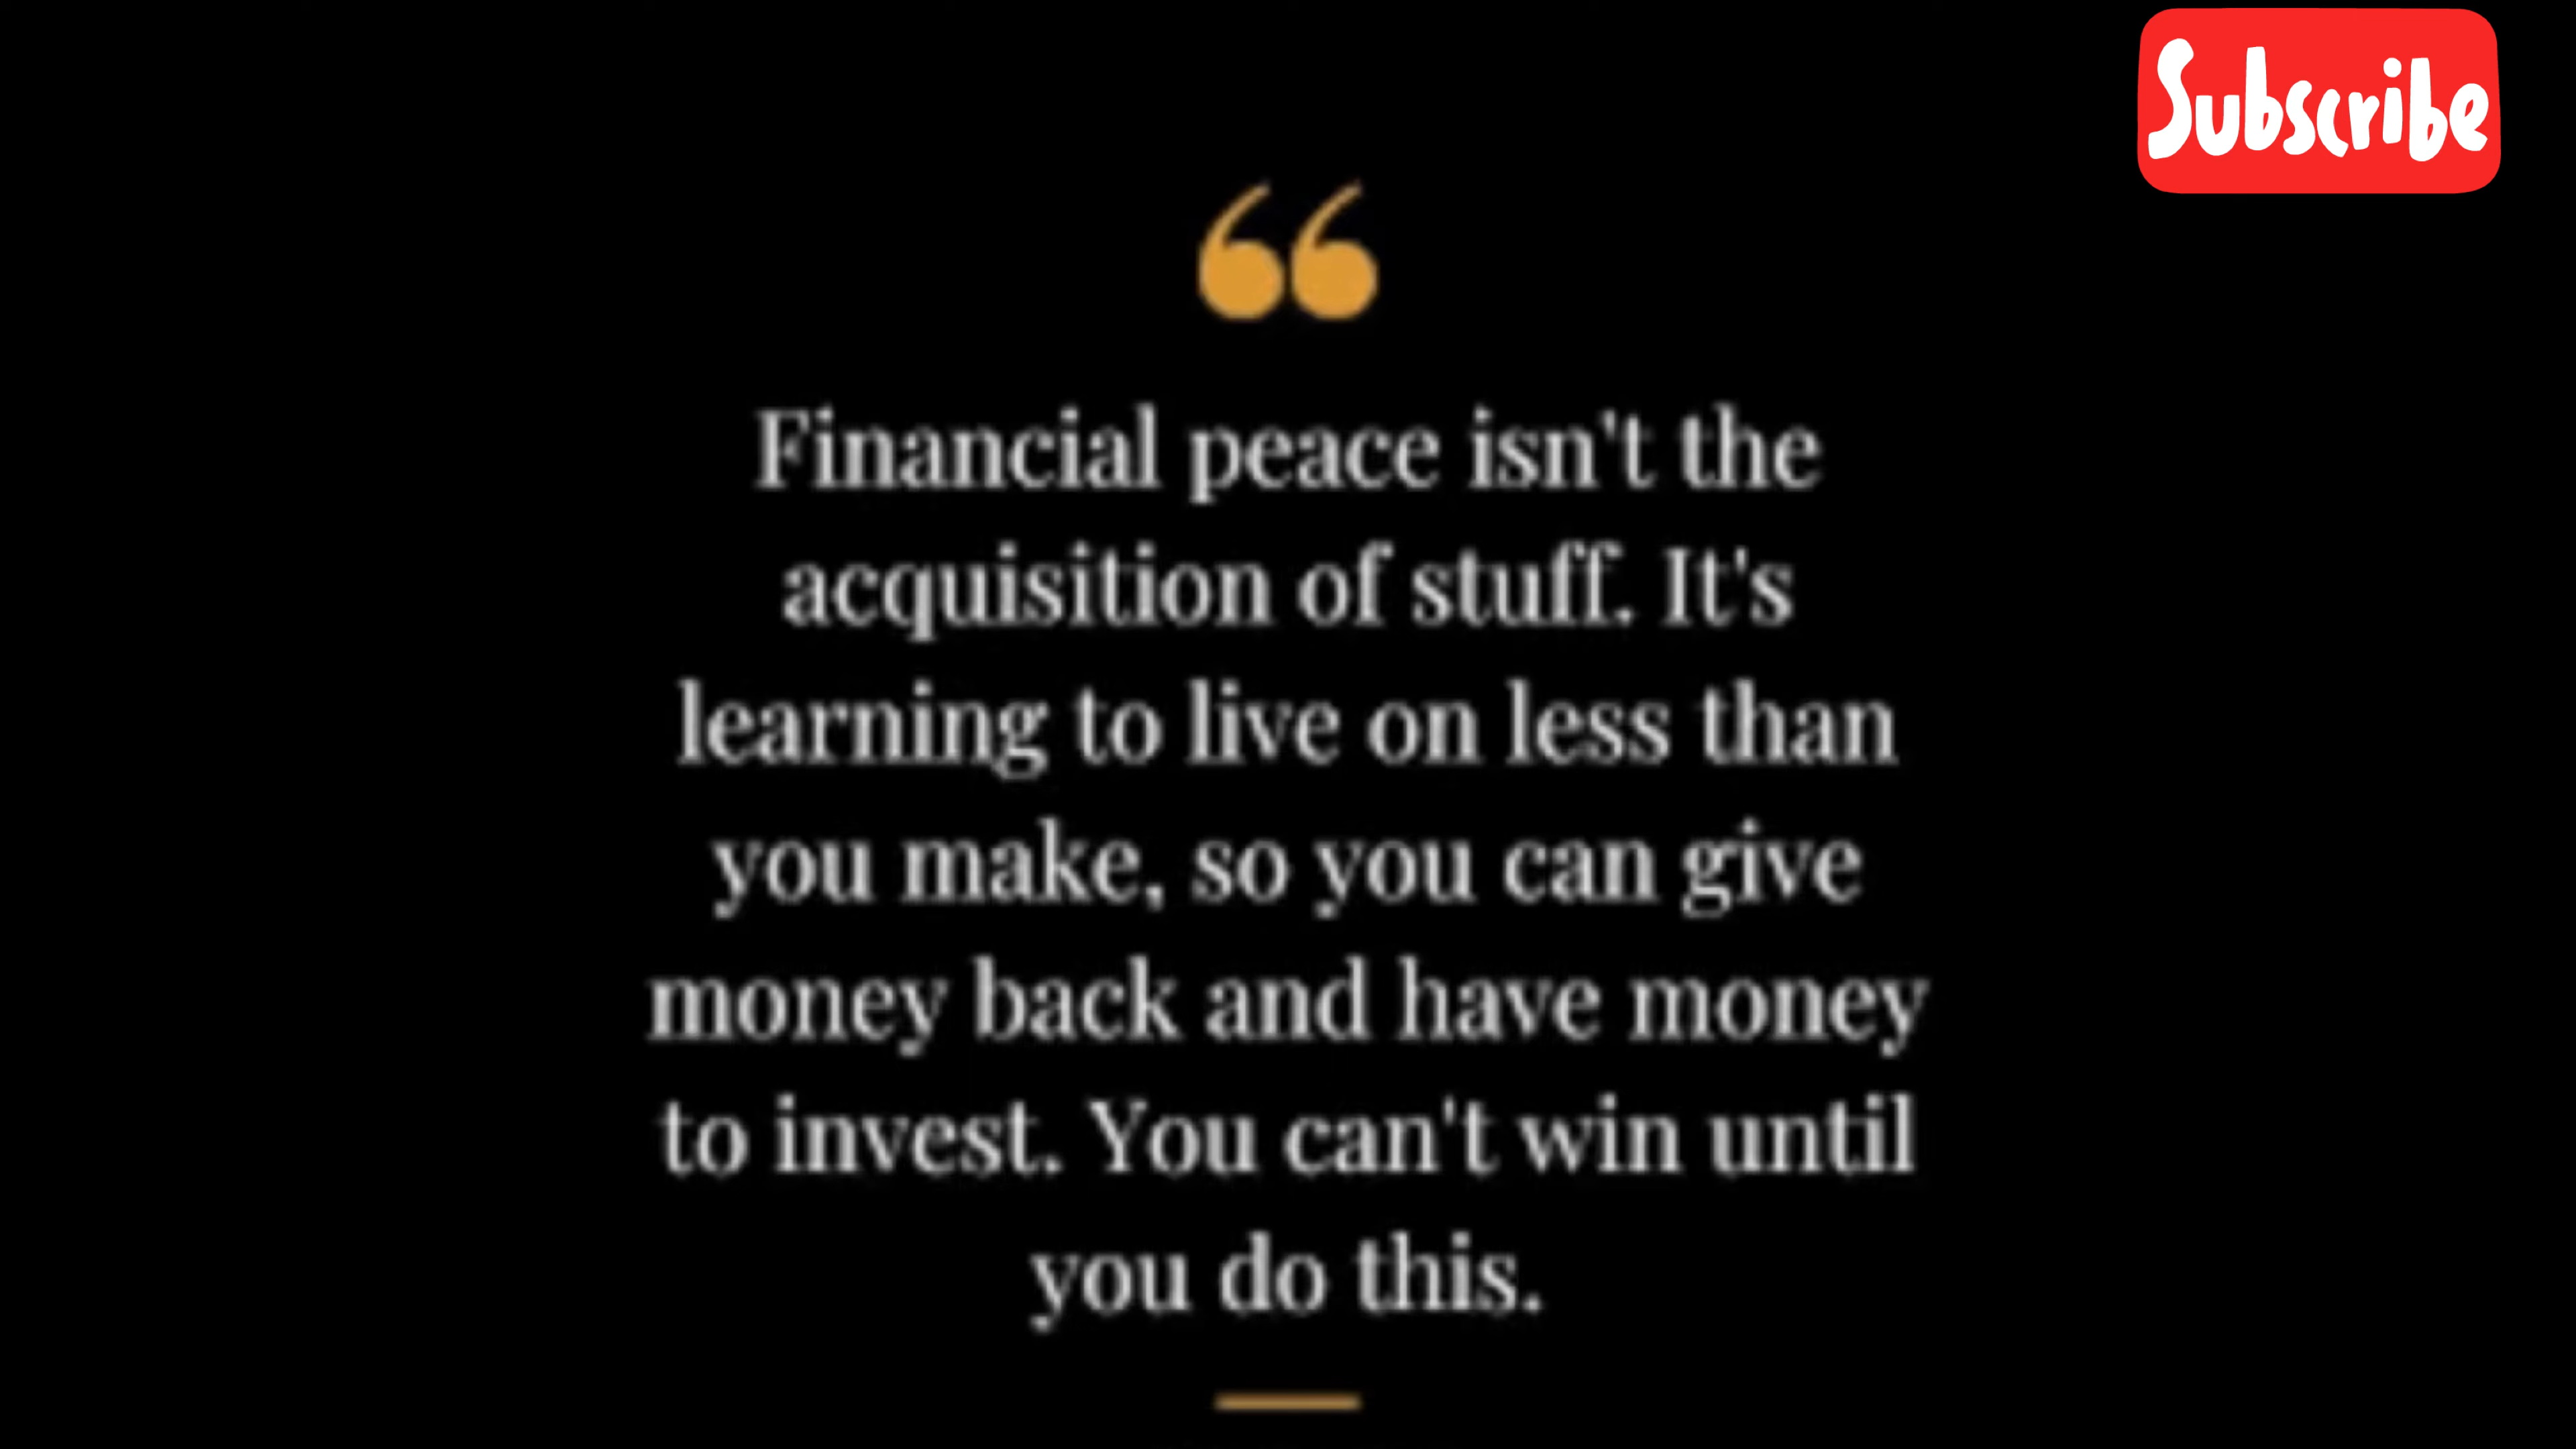 Subscribe
“
Financial peace isn't the
acquisition of stuff. It's
learning to live on less than
you make, so you can give
money back and have money
to invest. You can't win until
you do this.